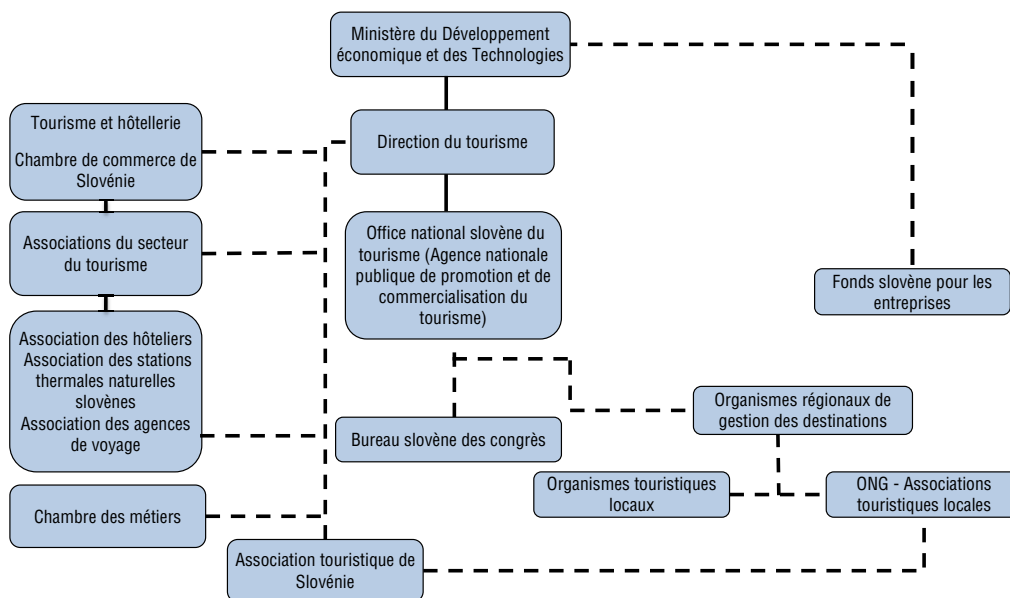 Ministère du Développement
économique et des Technologies
Tourisme et hôtellerie
Chambre de commerce de
Slovénie
Direction du tourisme
Associations du secteur
du tourisme
Office national slovène du
tourisme (Agence nationale
publique de promotion et de
commercialisation du
tourisme)
Fonds slovène pour les
entreprises
Association des hôteliers
Association des stations
thermales naturelles
slovènes
Association des agences
de voyage
Bureau slovène des congrès
Organismes régionaux de
gestion des destinations
Organismes touristiques
locaux
ONG - Associations
touristiques locales
Chambre des métiers
Association touristique de
Slovénie